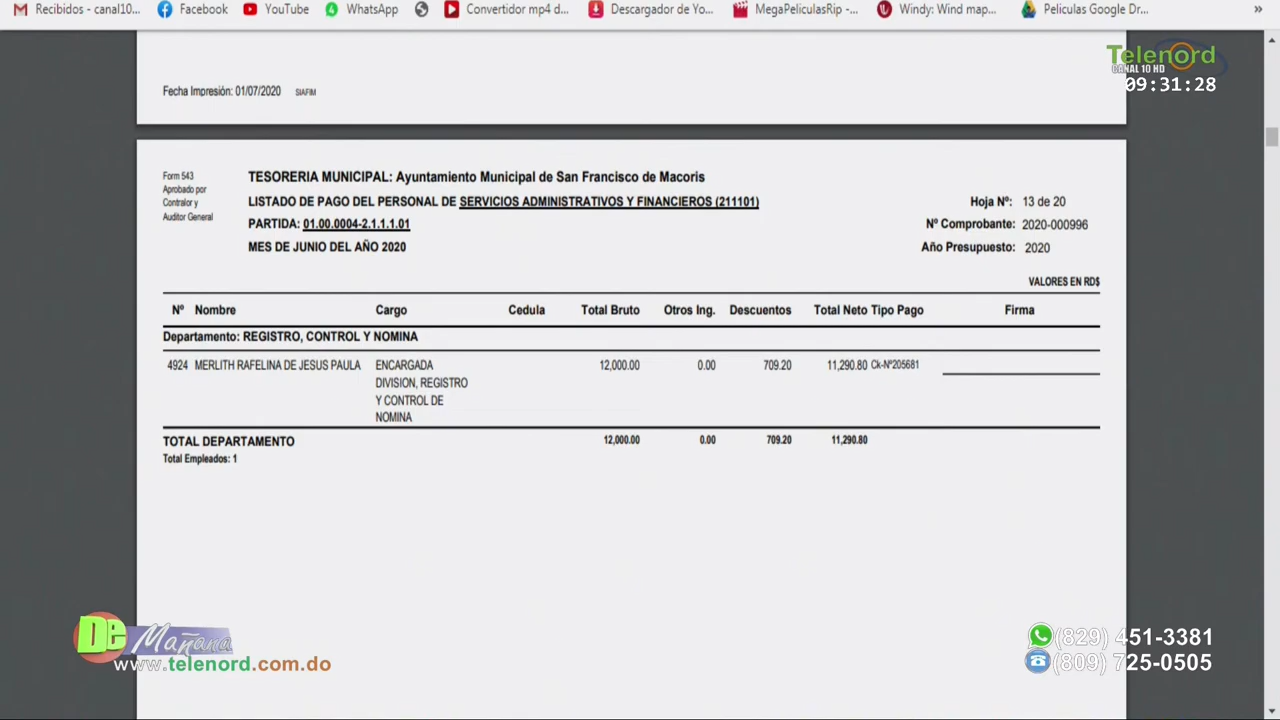 Recibidos - canal10... Facebook YouTube WhatsApp Convertidor mp4 d... Descargador de Yo... MegaPeliculasRip -... Windy: Wind map... Peliculas Google Dr... »
Telenord
CANAL 10 HD
09:31:28
Fecha Impresión: 01/07/2020 SIAFIM
Form 543
Aprobado por
Contralor y
Auditor General
TESORERIA MUNICIPAL: Ayuntamiento Municipal de San Francisco de Macoris
LISTADO DE PAGO DEL PERSONAL DE SERVICIOS ADMINISTRATIVOS Y FINANCIEROS (211101)
PARTIDA: 01.00.0004-2.1.1.1.01
MES DE JUNIO DEL AÑO 2020
Hoja Nº: 13 de 20
Nº Comprobante: 2020-000996
Año Presupuesto: 2020
VALORES EN RD$
Nº Nombre Cargo Cedula Total Bruto Otros Ing. Descuentos Total Neto Tipo Pago Firma
Departamento: REGISTRO, CONTROL Y NOMINA
4924 MERLITH RAFELINA DE JESUS PAULA ENCARGADA 12,000.00 0.00 709.20 11,290.80 Ck-Nº205681
DIVISION, REGISTRO
Y CONTROL DE
NOMINA
TOTAL DEPARTAMENTO 12,000.00 0.00 709.20 11,290.80
Total Empleados: 1
De Mañana
www.telenord.com.do
(829) 451-3381
(809) 725-0505